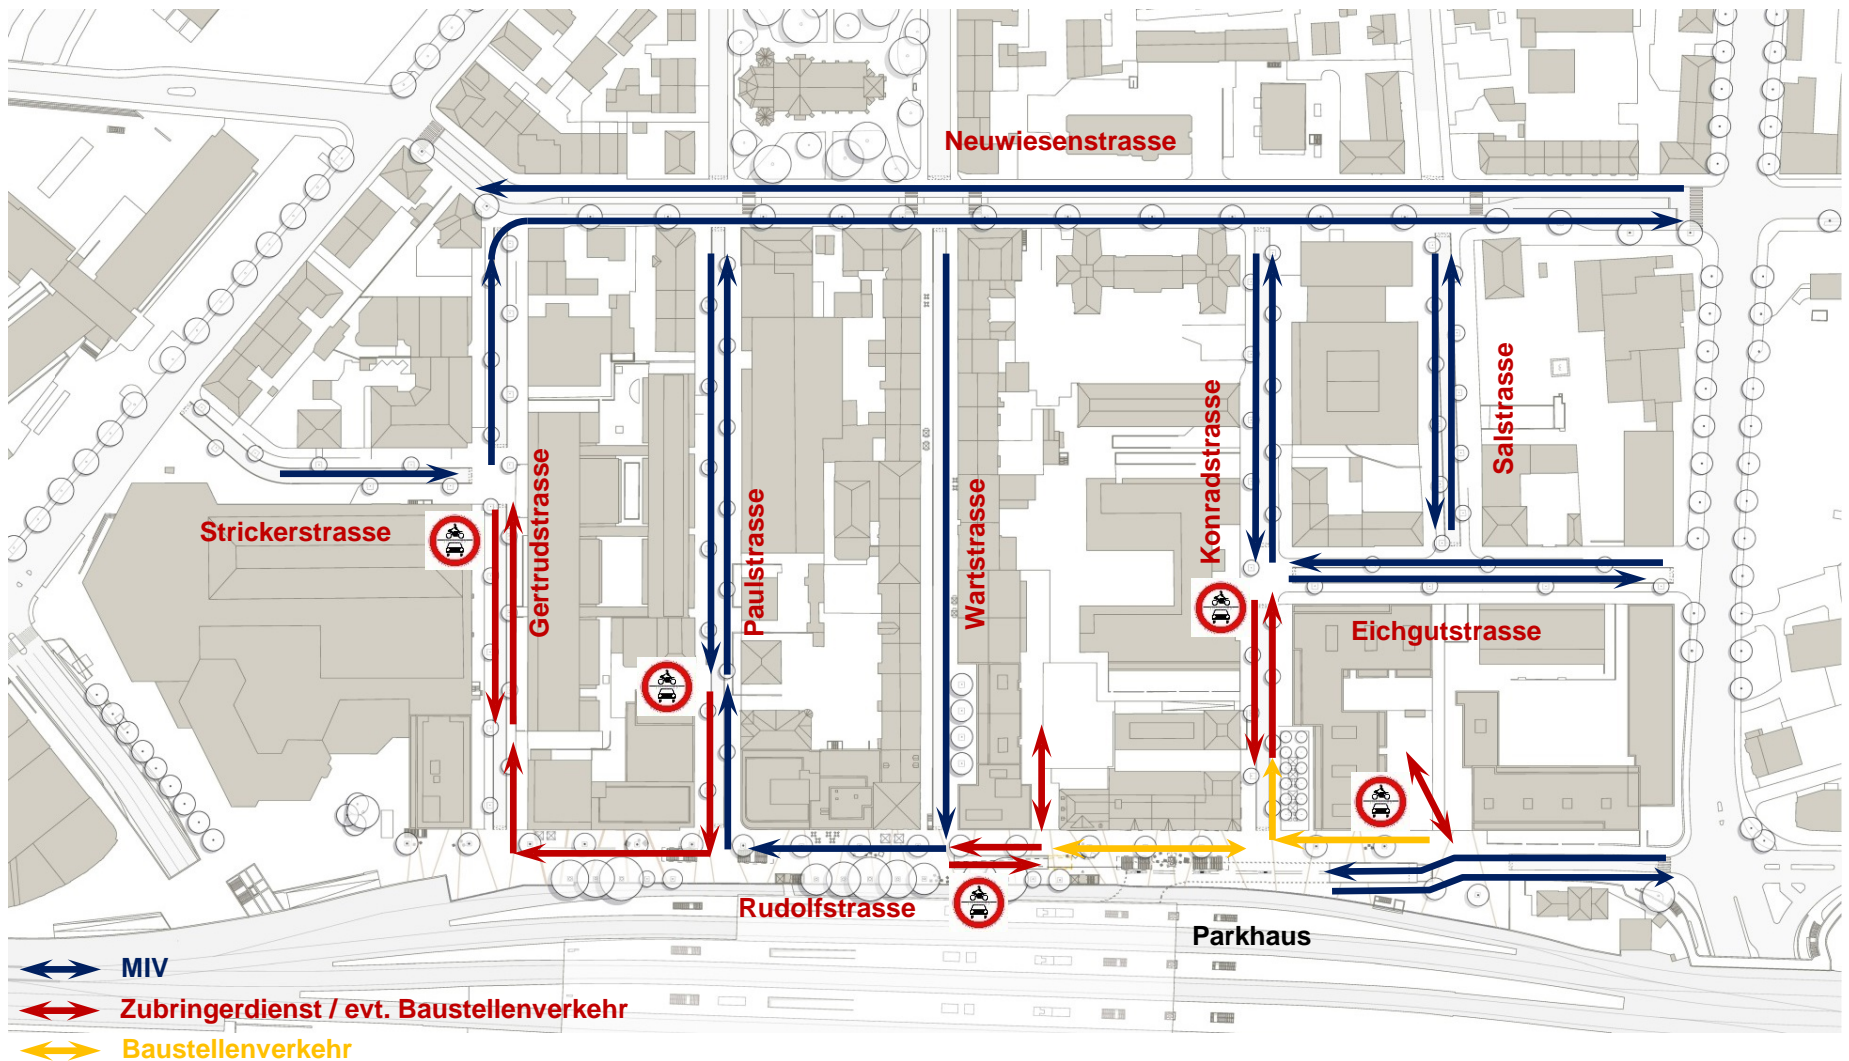 Neuwiesenstrasse
Strickerstrasse
Gertrudstrasse
Paulstrasse
Wartstrasse
Konradstrasse
Salstrasse
Eichgutstrasse
Rudolfstrasse
Parkhaus
MIV
Zubringerdienst / evt. Baustellenverkehr
Baustellenverkehr